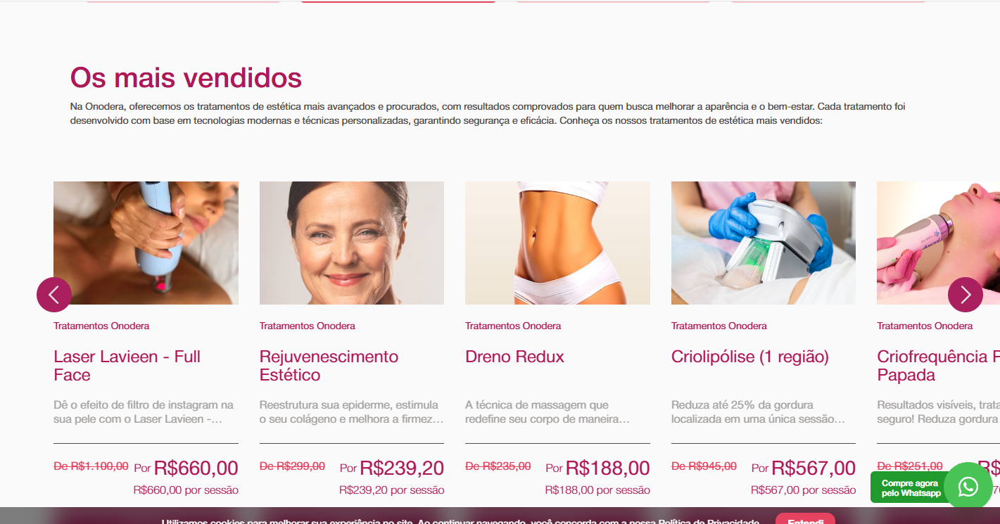 Os mais vendidos
Na Onodera, oferecemos os tratamentos de estética mais avançados e procurados, com resultados comprovados para quem busca melhorar a aparência e o bem-estar. Cada tratamento foi
desenvolvido com base em tecnologias modernas e técnicas personalizadas, garantindo segurança e eficácia. Conheça os nossos tratamentos de estética mais vendidos:
Tratamentos Onodera
Laser Lavieen - Full
Face
Dê o efeito de filtro de instagram na
sua pele com o Laser Lavieen -...
De R$1.100,00 Por R$660,00
R$660,00 por sessão
Tratamentos Onodera
Rejuvenescimento
Estético
Reestrutura sua epiderme, estimula
o seu colágeno e melhora a firmez...
De R$299,00 Por R$239,20
R$239,20 por sessão
Tratamentos Onodera
Dreno Redux
A técnica de massagem que
redefine seu corpo de maneira...
De R$235,00 Por R$188,00
R$188,00 por sessão
Tratamentos Onodera
Criolipólise (1 região)
Reduza até 25% da gordura
localizada em uma única sessão...
De R$945,00 Por R$567,00
R$567,00 por sessão
Tratamentos Onodera
Criofrequência
Papada
Resultados visíveis,
seguro! Reduza gordura
De R$251,00
Compre agora
pelo Whatsapp
Utilizamos cookies para melhorar sua experiência no site. Ao continuar navegando, você concorda com a nossa Política de Privacidade
Entendi